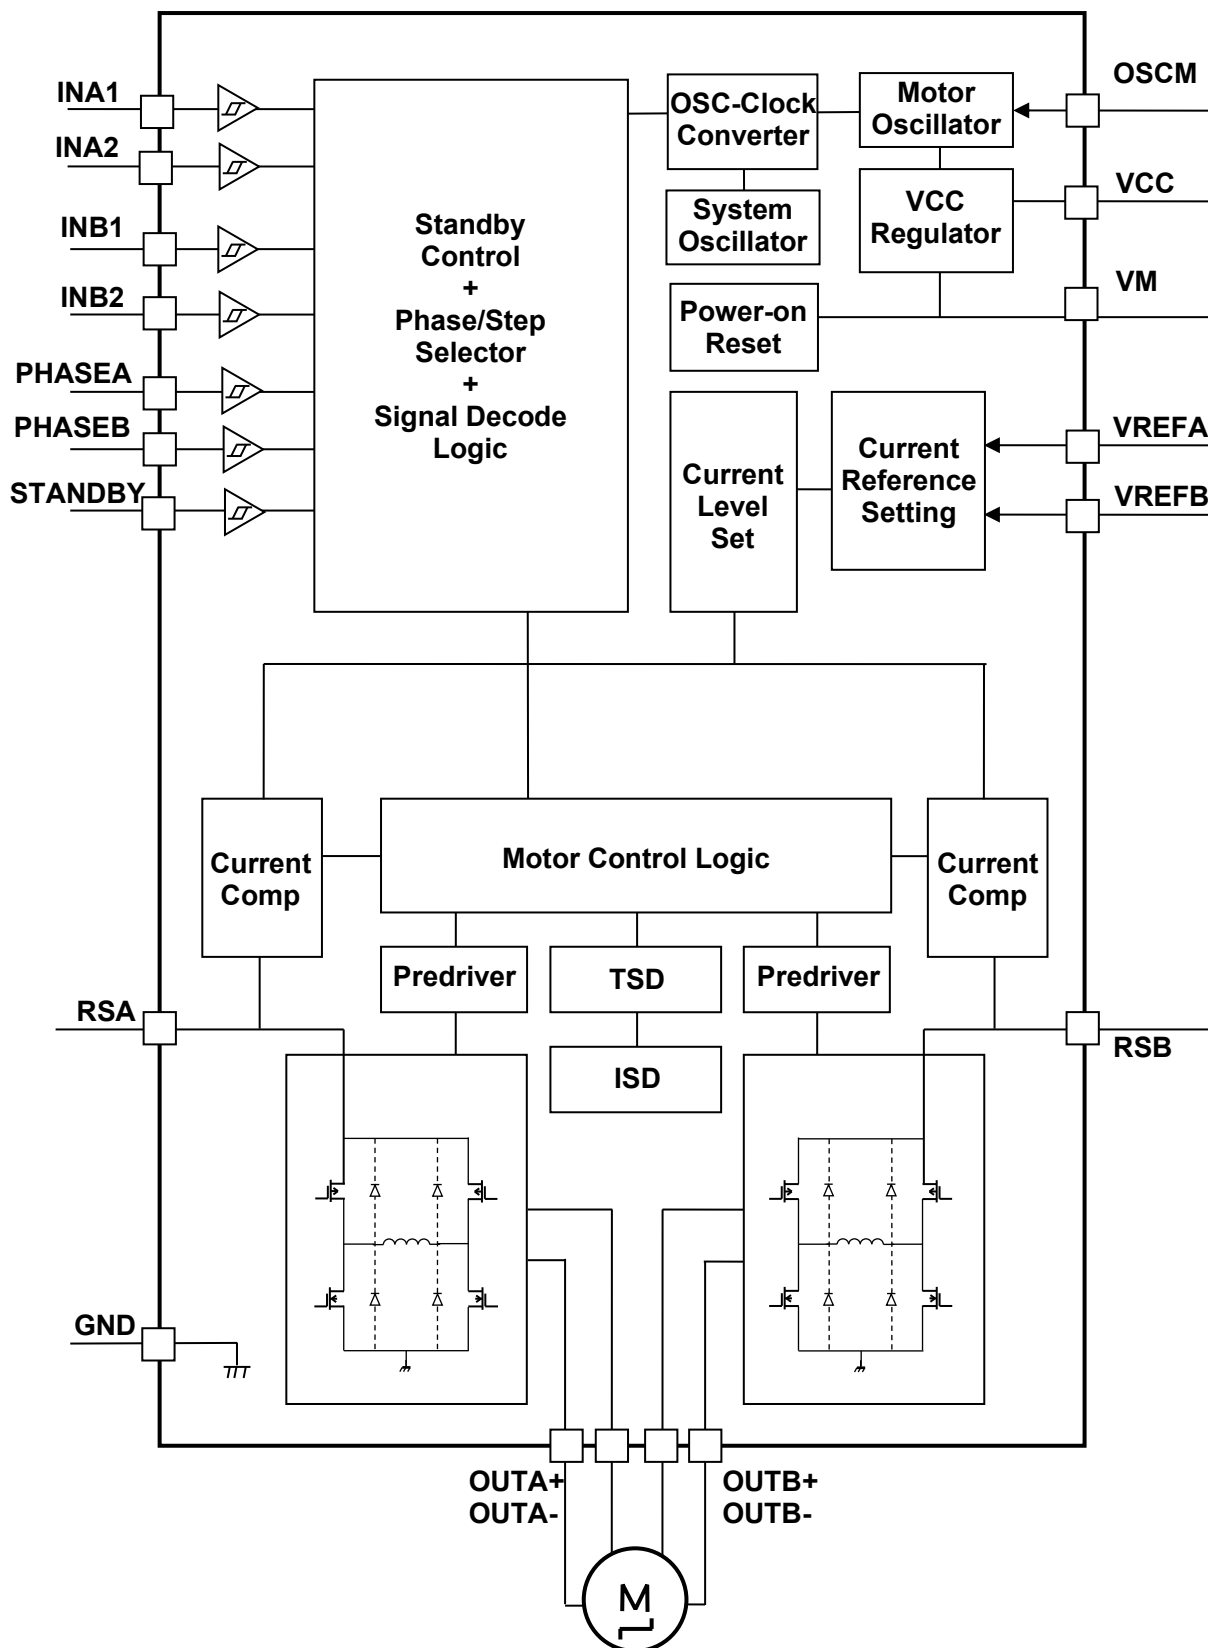 INA1
INA2
INB1
INB2
PHASEA
PHASEB
STANDBY
Standby
Control
+
Phase/Step
Selector
+
Signal Decode
Logic
OSC-Clock
Converter
Motor
Oscillator
System
Oscillator
VCC
Regulator
Power-on
Reset
Current
Level
Set
Current
Reference
Setting
OSCM
VCC
VM
VREFA
VREFB
Current
Comp
Motor Control Logic
Current
Comp
Predriver
TSD
Predriver
ISD
RSA
RSB
GND
OUTA+
OUTA-
OUTB+
OUTB-
M